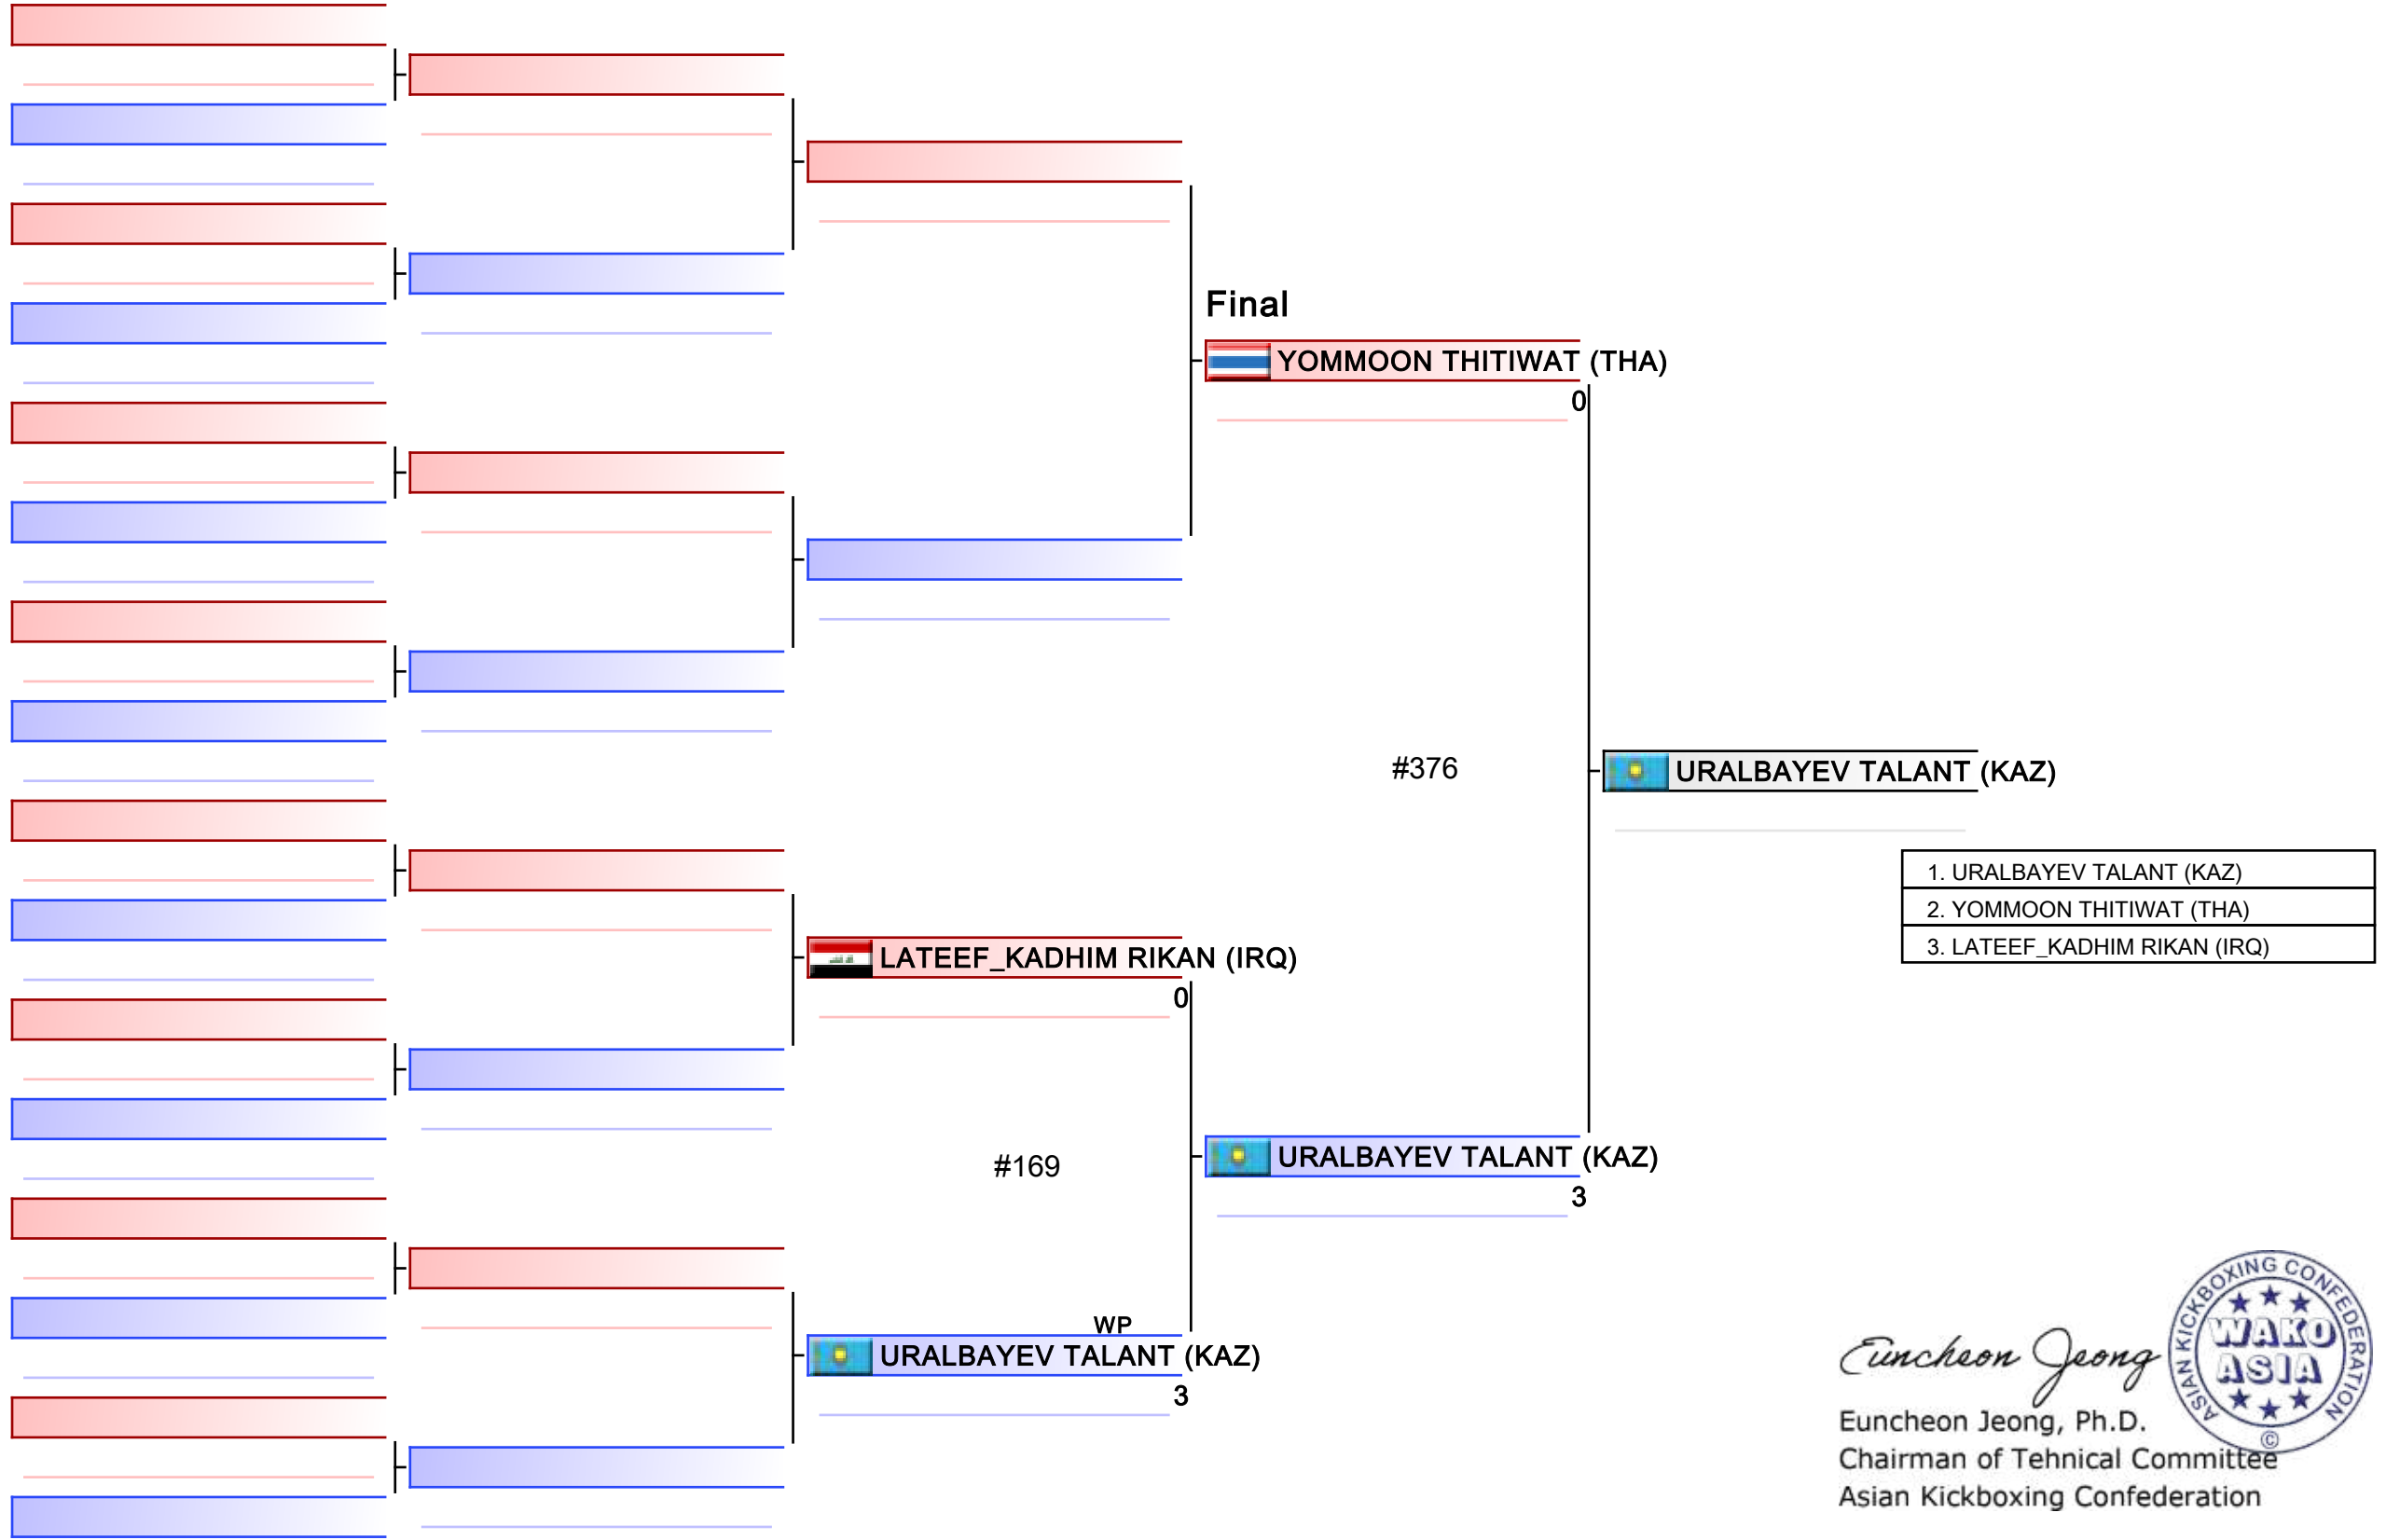 Final
YOMMOON THITIWAT (THA)
0
#376
URALBAYEV TALANT (KAZ)
1. URALBAYEV TALANT (KAZ)
2. YOMMOON THITIWAT (THA)
3. LATEEF_KADHIM RIKAN (IRQ)
LATEEF_KADHIM RIKAN (IRQ)
0
#169
URALBAYEV TALANT (KAZ)
3
WP
URALBAYEV TALANT (KAZ)
3
Euncheon Jeong
ASIAN KICKBOXING CONFEDERATION
WAKO
ASIA
©
Euncheon Jeong, Ph.D.
Chairman of Tehnical Committee
Asian Kickboxing Confederation